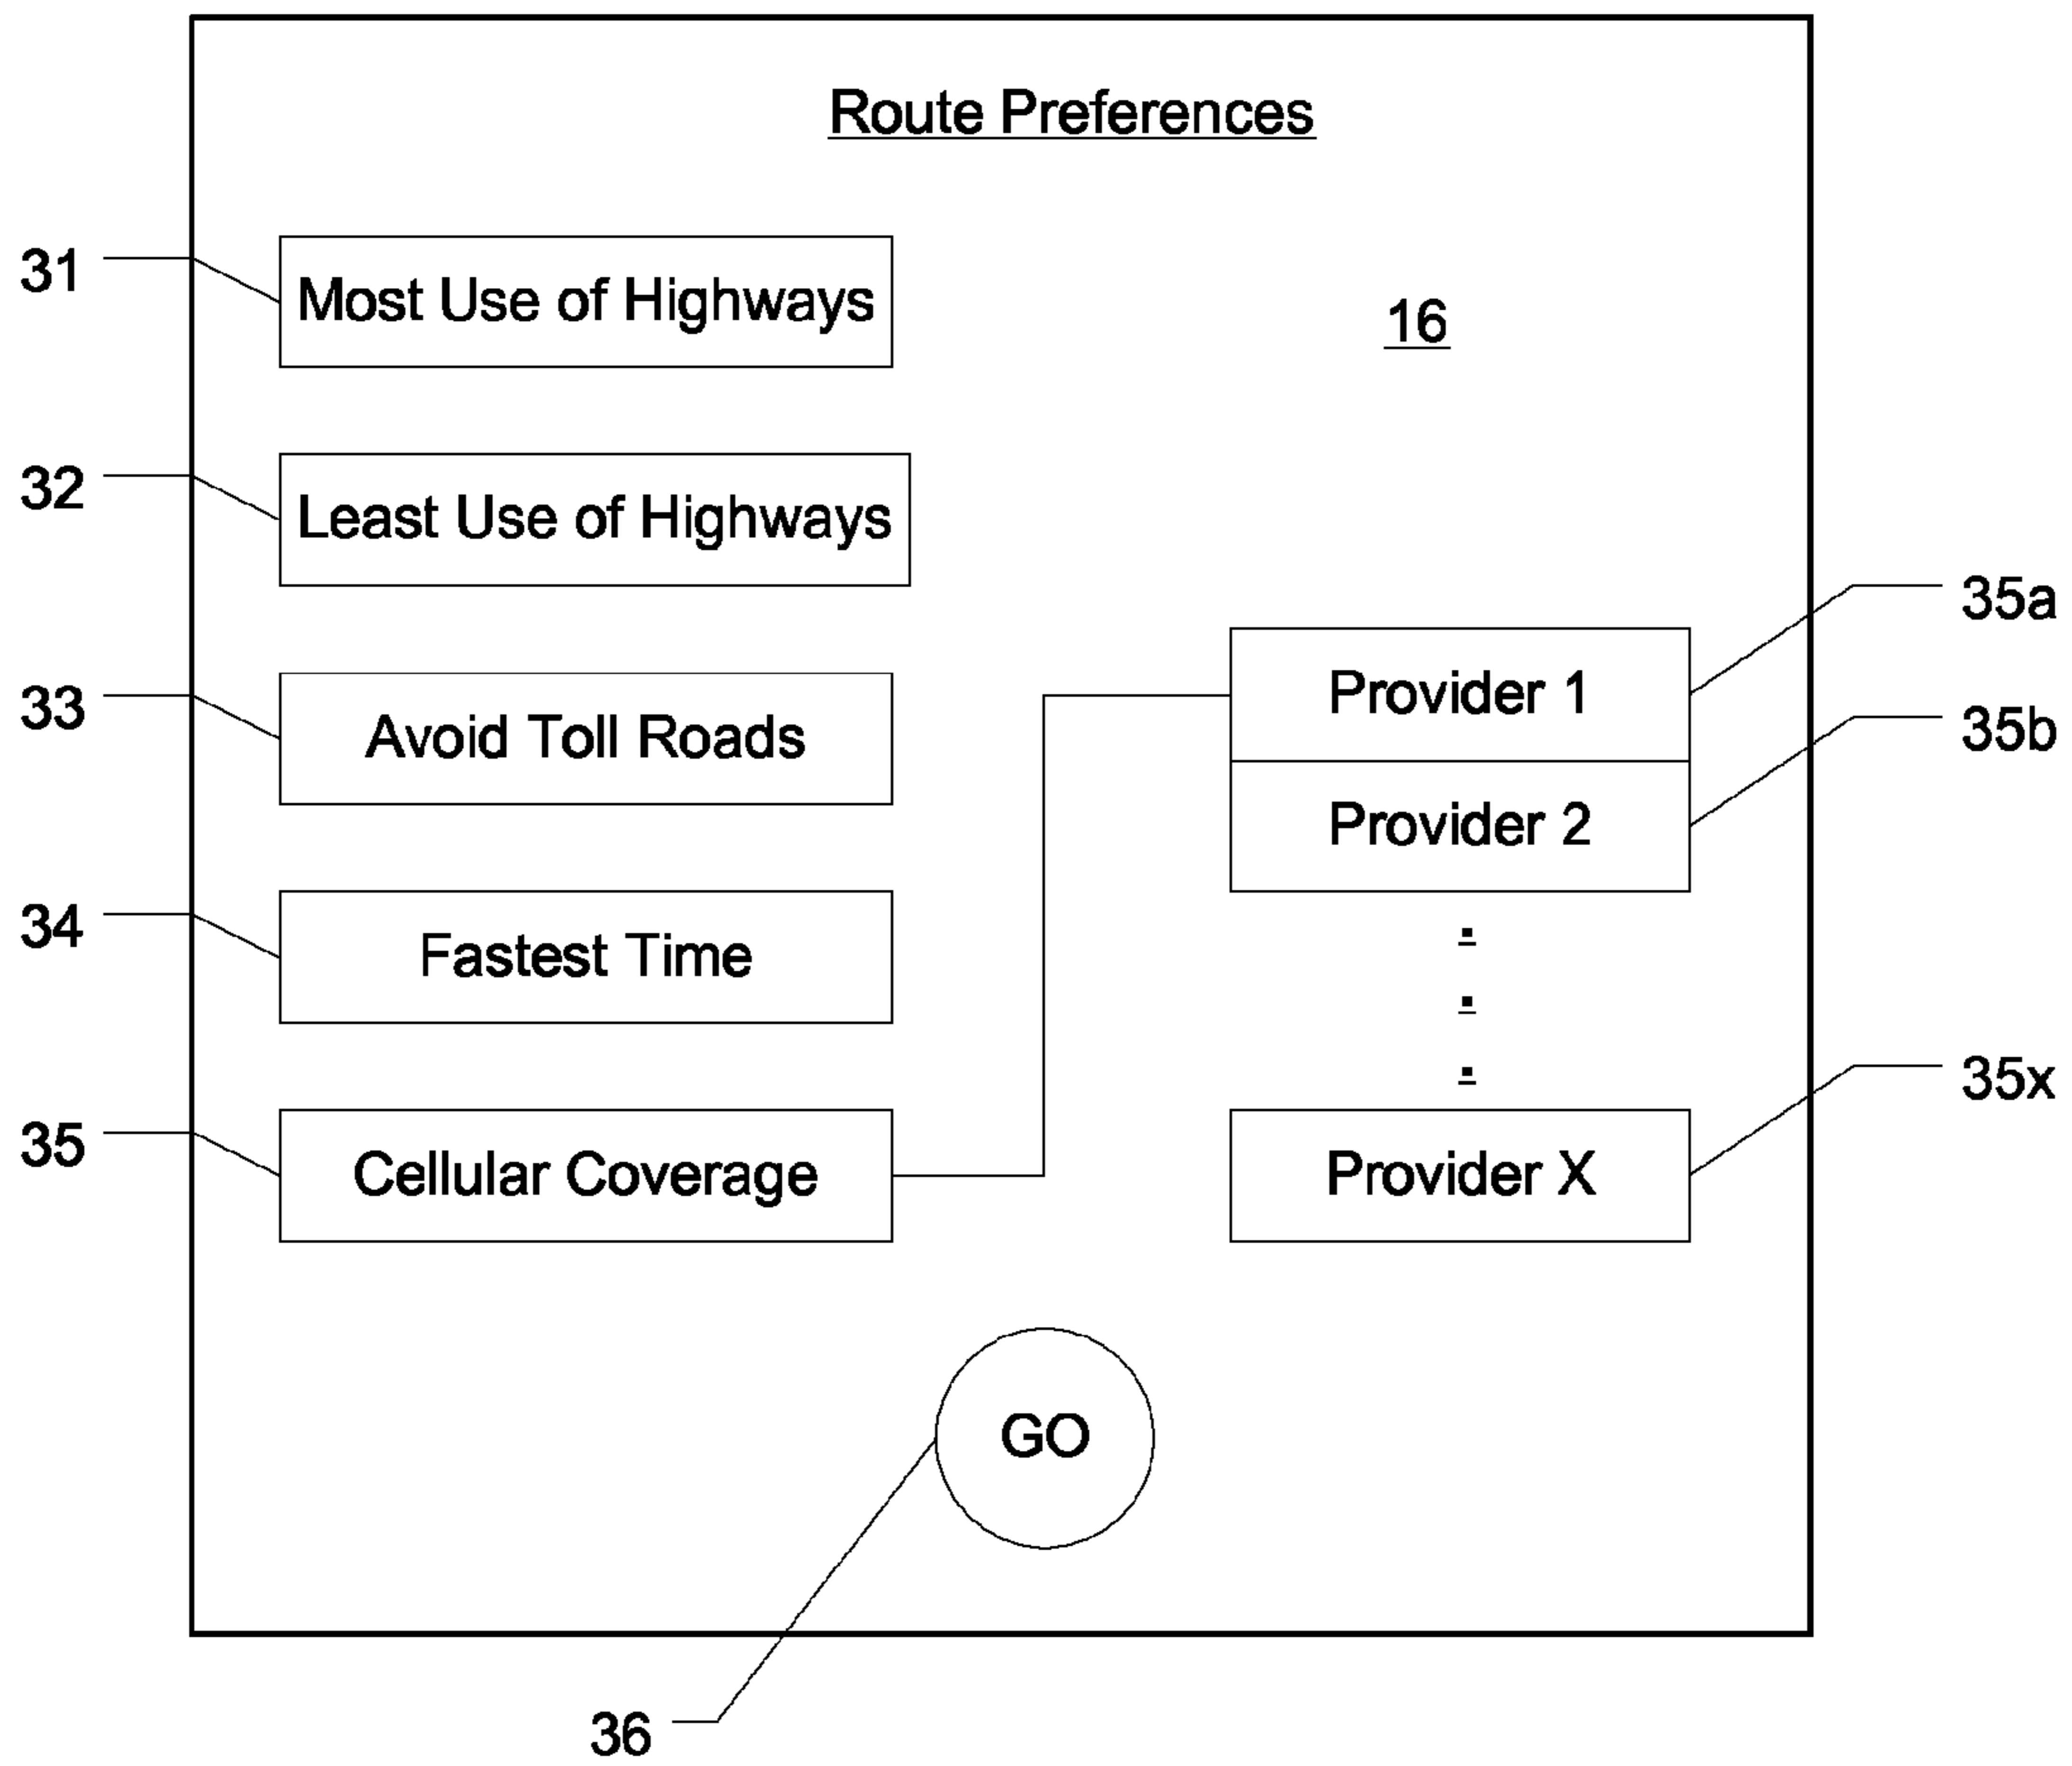 Route Preferences
31
Most Use of Highways
16
32
Least Use of Highways
35a
Provider 1
33
Avoid Toll Roads
35b
Provider 2
34
Fastest Time
.
.
.
35x
35
Cellular Coverage
Provider X
GO
36